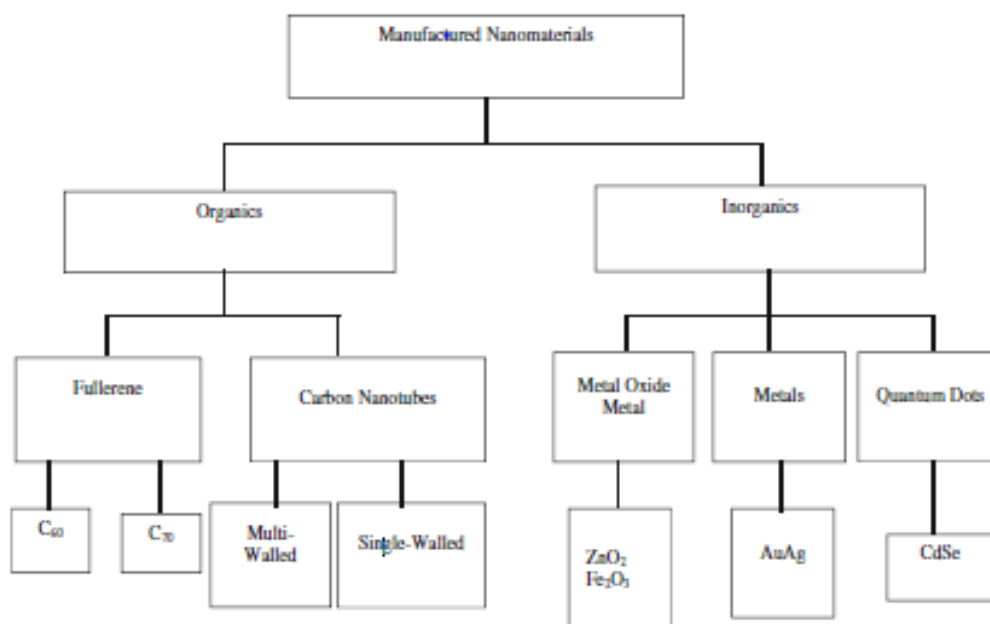 Manufactured Nanomaterials
Organics
Inorganics
Fullerene
Carbon Nanotubes
Metal Oxide
Metal
Metals
Quantum Dots
C₆₀
C₇₀
Multi-
Walled
Single-Walled
ZnO₂
Fe₂O₃
AuAg
CdSe